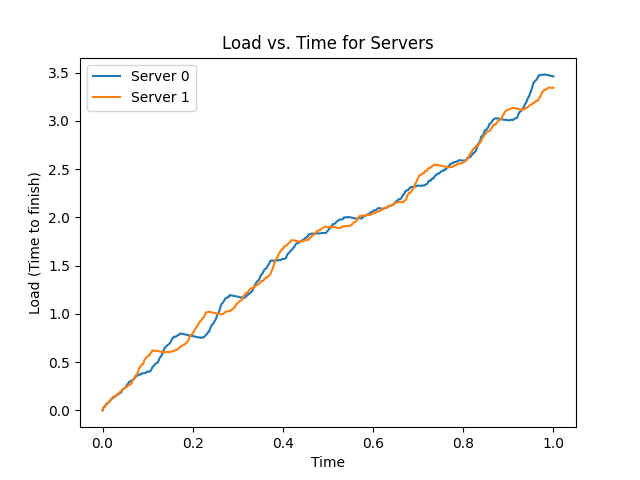 Load vs. Time for Servers
Server 0
Server 1
Load (Time to finish)
3.5
3.0
2.5
2.0
1.5
1.0
0.5
0.0
0.0 0.2 0.4 0.6 0.8 1.0
Time